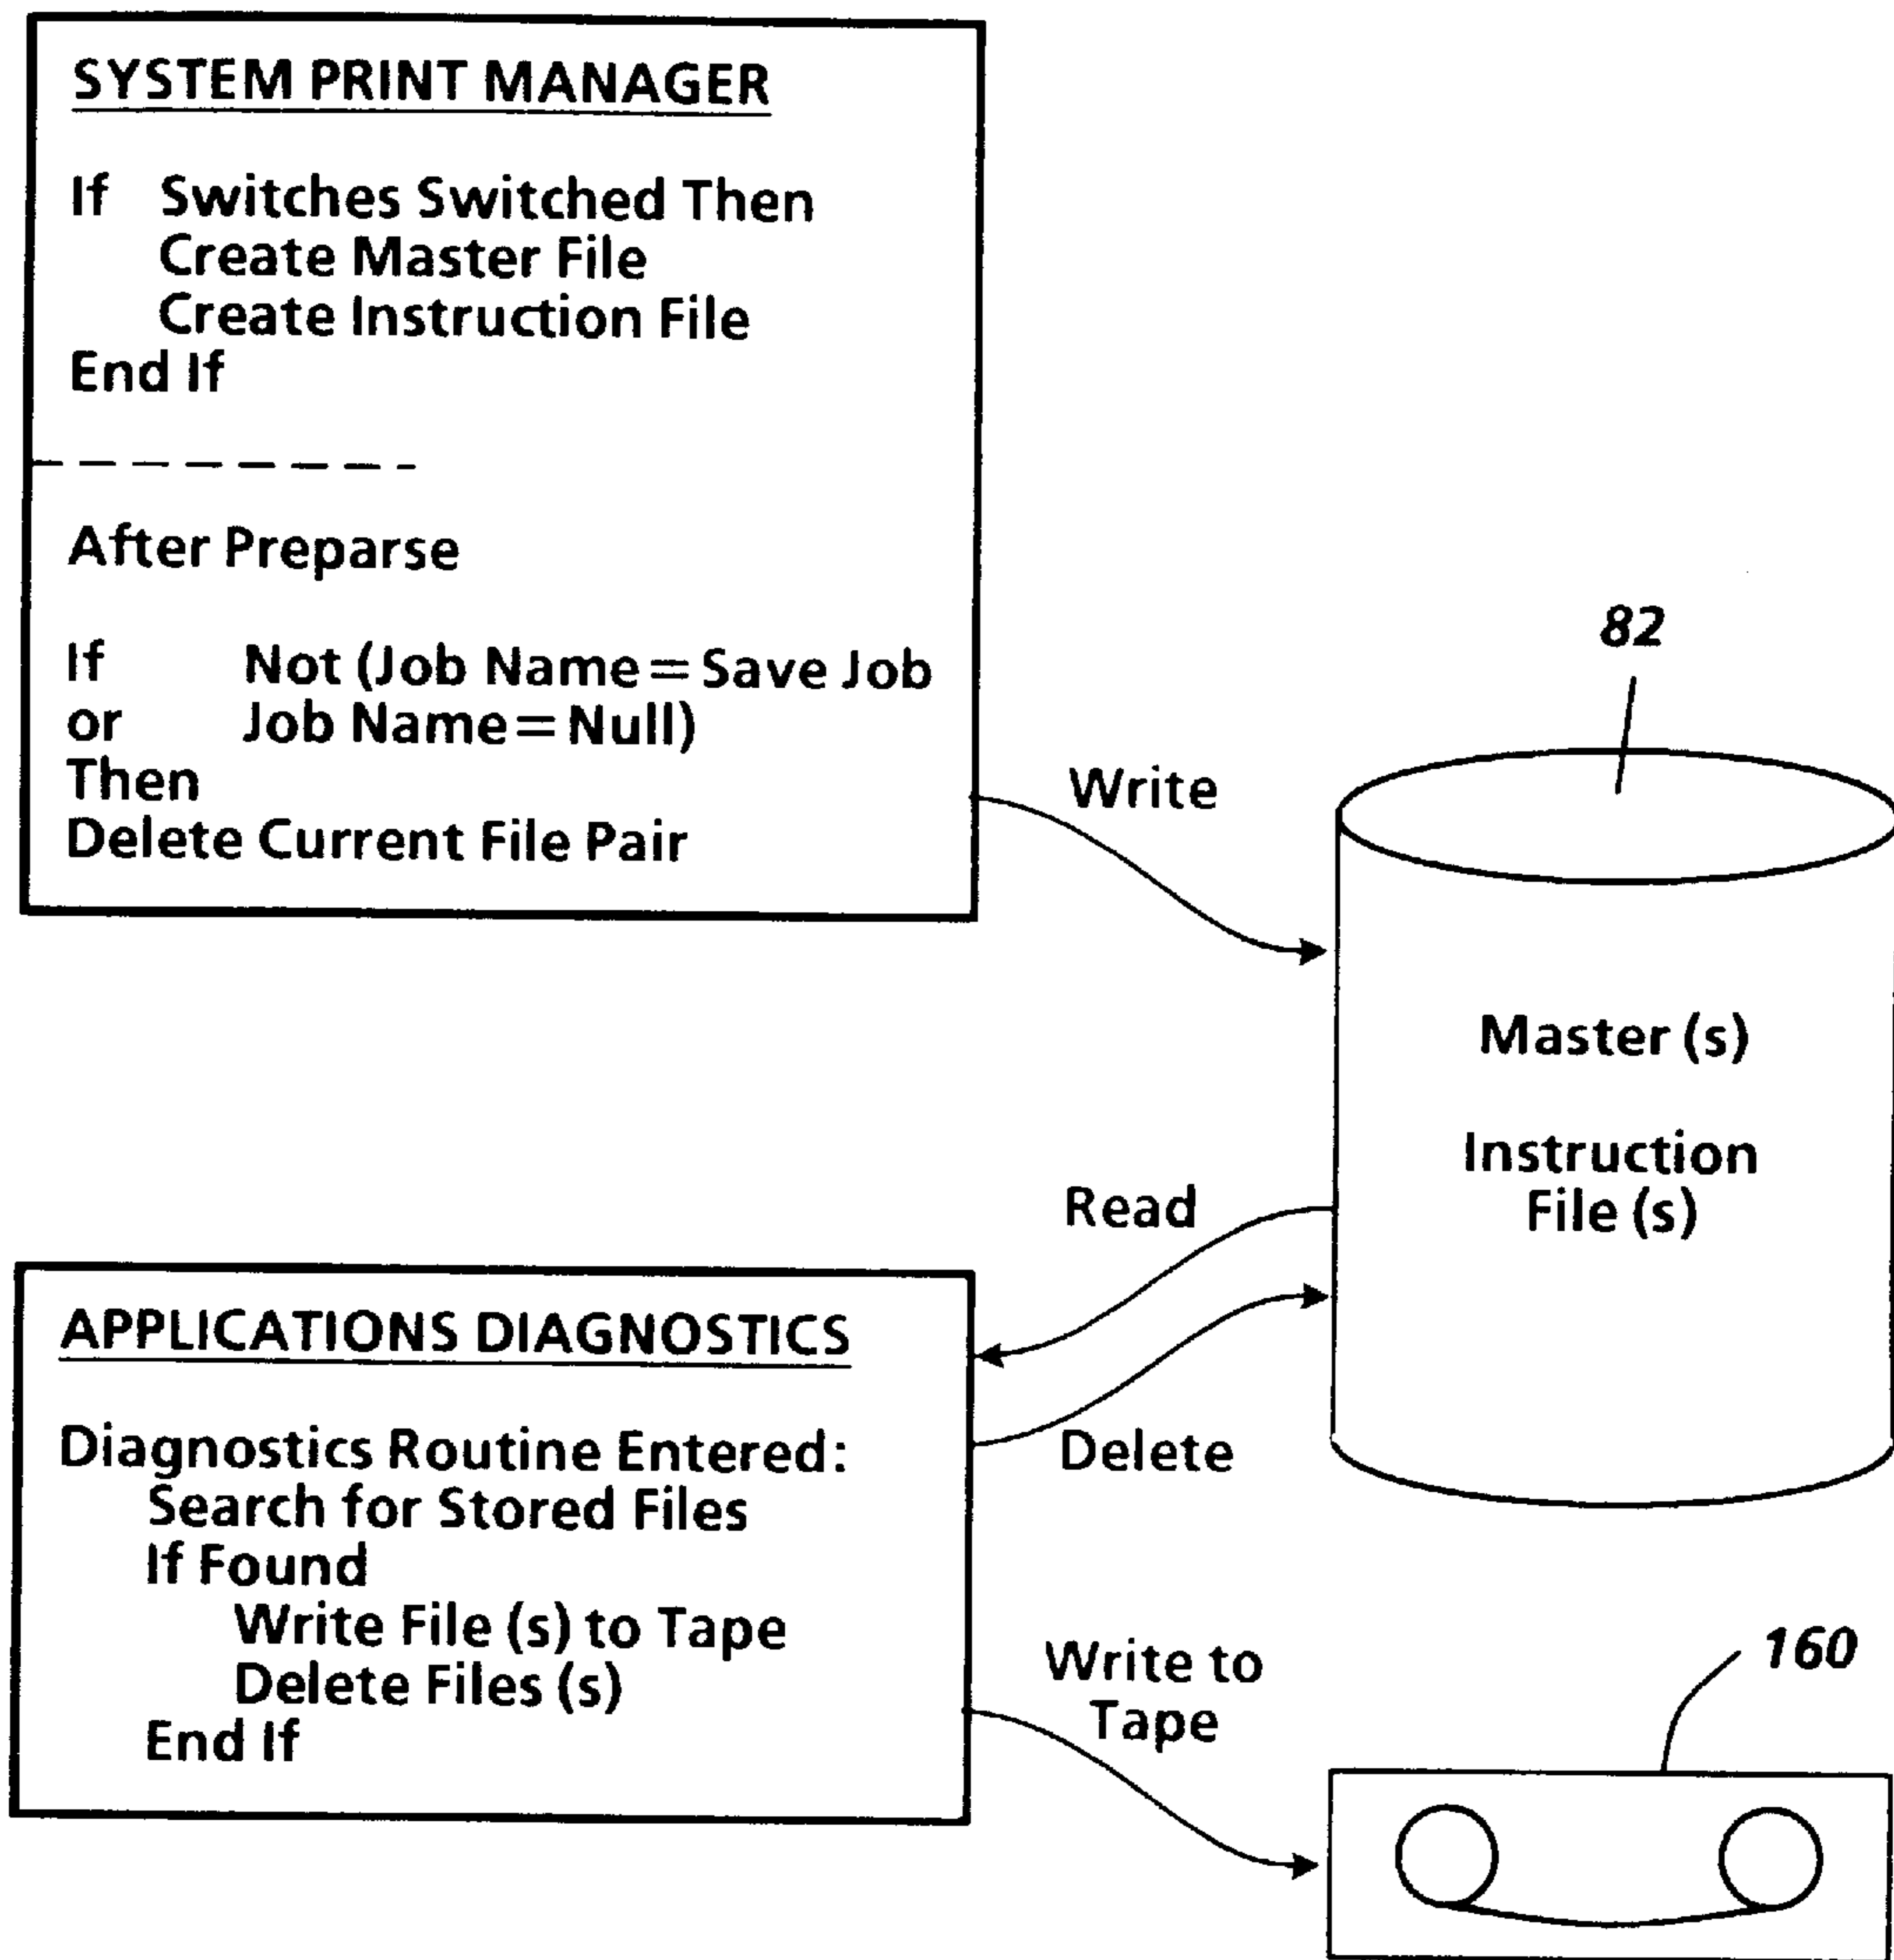 SYSTEM PRINT MANAGER
If Switches Switched Then
Create Master File
Create Instruction File
End If
After Preparse
If Not (Job Name = Save Job
or Job Name = Null)
Then
Delete Current File Pair
Write
82
Master (s)
Instruction
File (s)
Read
Delete
APPLICATIONS DIAGNOSTICS
Diagnostics Routine Entered:
Search for Stored Files
If Found
Write File (s) to Tape
Delete Files (s)
End If
Write to
Tape
160